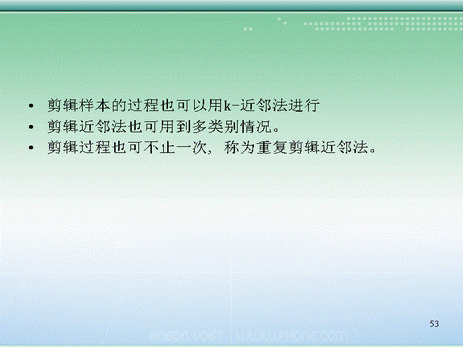 • 剪辑样本的过程也可以用k-近邻法进行
• 剪辑近邻法也可用到多类别情况。
• 剪辑过程也可不止一次, 称为重复剪辑近邻法。
53